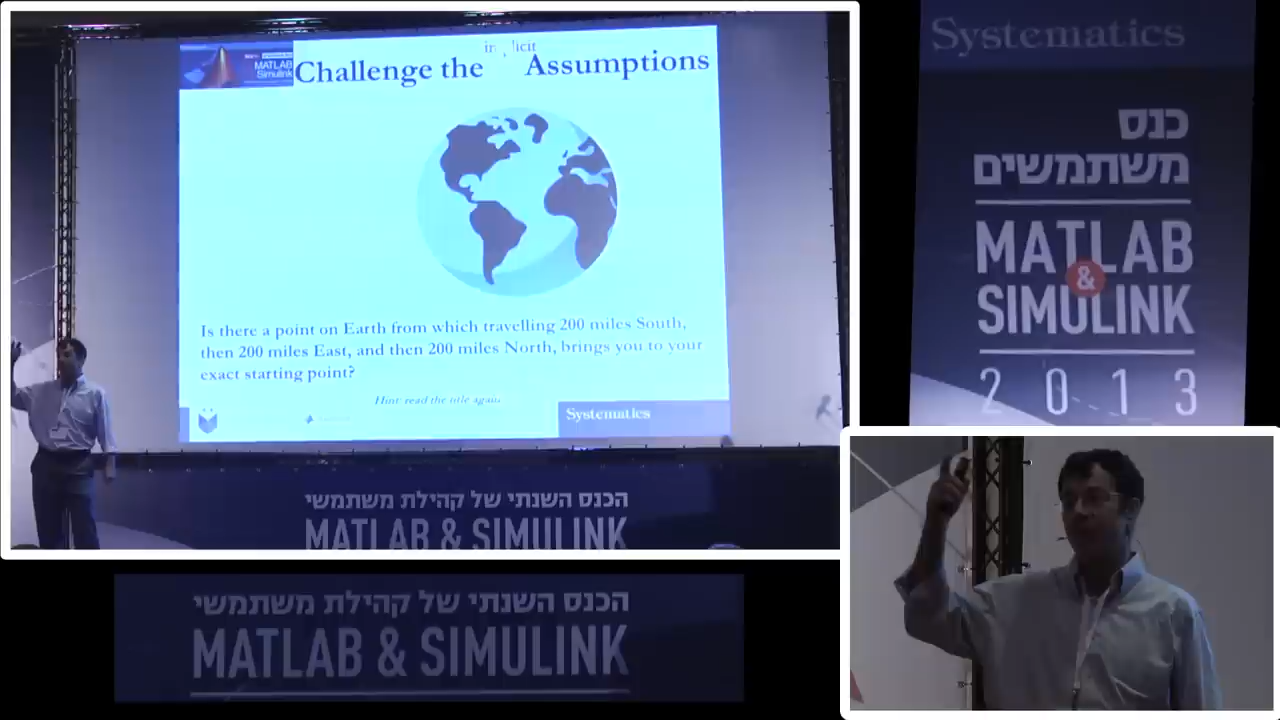 MATLAB
Simulink
Challenge the Assumptions
Is there a point on Earth from which travelling 200 miles South,
then 200 miles East, and then 200 miles North, brings you to your
exact starting point?
Hint: read the title again
Systematics
הכנס השנתי של קהילת משתמשי
MATLAB & SIMULINK
הכנס השנתי של קהילת משתמשי
MATLAB & SIMULINK
Systematics
כנס
משתמשים
MATLAB
&
SIMULINK
2013